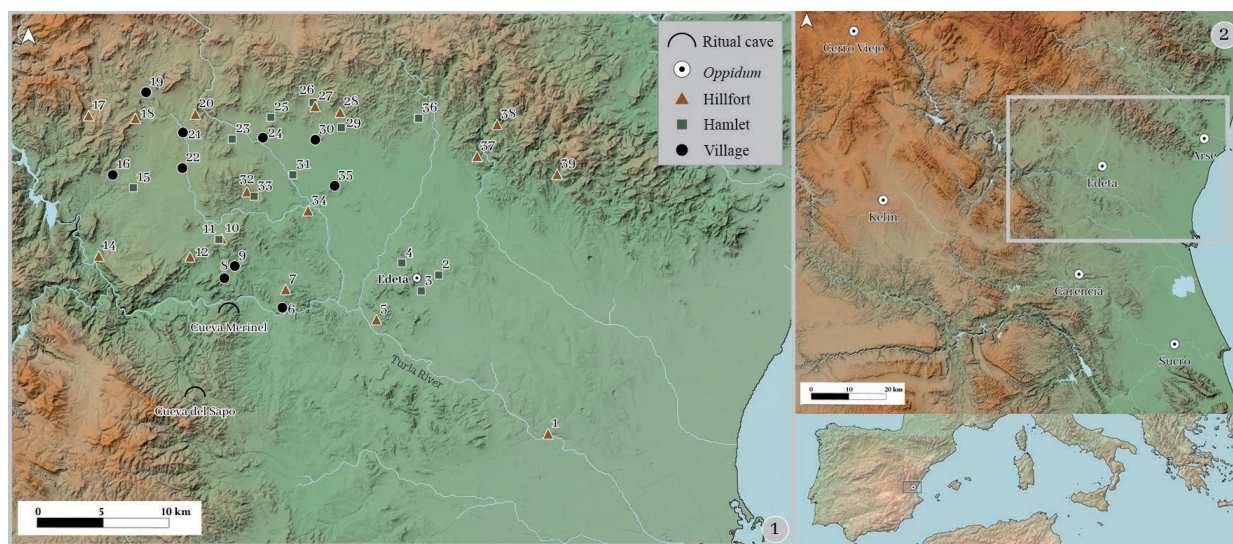 Ritual cave
Oppidum
Hillfort
Hamlet
Village
19
17
18
20
26
27
28
25
36
38
21
23
24
30
29
37
22
16
15
31
35
39
32
33
34
11
10
14
12
9
8
4
2
Edeta
3
7
6
5
Cueva Merinel
Turia River
Cueva del Sapo
1
0 5 10 km
1
2
Cerro Viejo
Arse
Edeta
Kelin
Carencia
Sucro
0 10 20 km